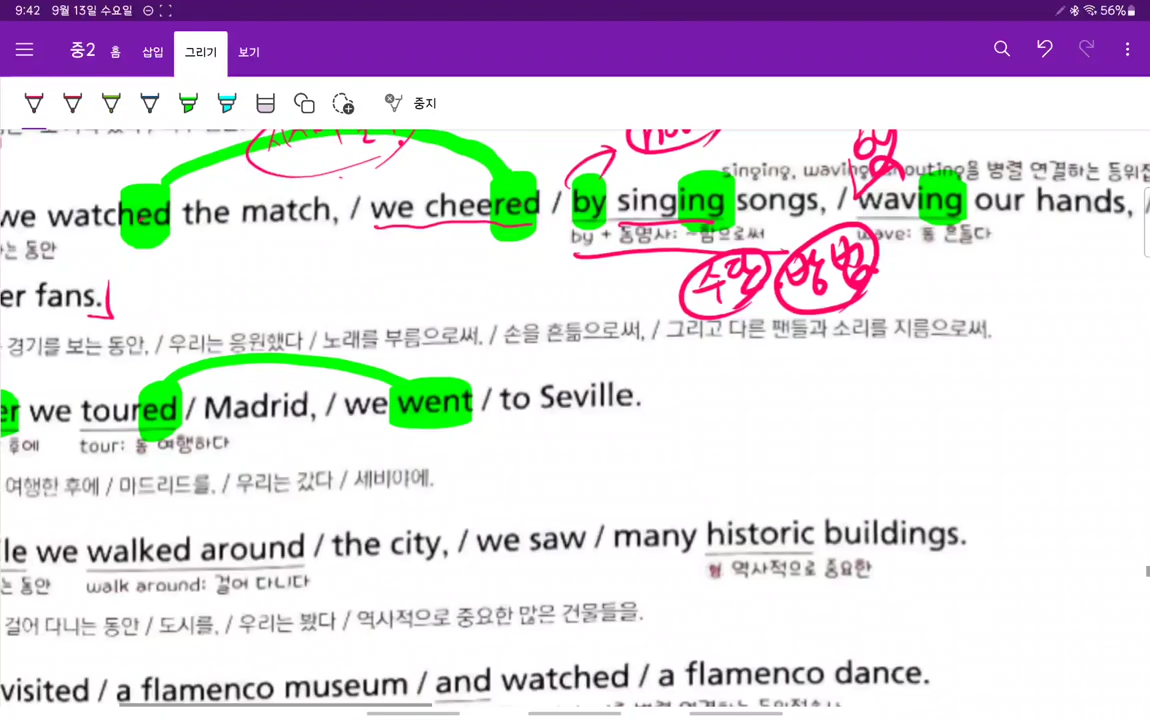 9:42 9월 13일 수요일 56%
중2 홈 삽입 그리기 보기
중지
singing, waving, shouting을 병렬 연결하는 등위접
we watched the match, / we cheered / by singing songs, / waving our hands, /
는 동안 by + 동명사: ~함으로써 wave: 동 흔들다
수단 방법
er fans.
경기를 보는 동안, / 우리는 응원했다 / 노래를 부름으로써, / 손을 흔듦으로써, / 그리고 다른 팬들과 소리를 지름으로써.
er we toured / Madrid, / we went / to Seville.
후에 tour: 동 여행하다
여행한 후에 / 마드리드를, / 우리는 갔다 / 세비야에.
le we walked around / the city, / we saw / many historic buildings.
는 동안 walk around: 걸어 다니다 형 역사적으로 중요한
걸어 다니는 동안 / 도시를, / 우리는 봤다 / 역사적으로 중요한 많은 건물들을.
visited / a flamenco museum / and watched / a flamenco dance.